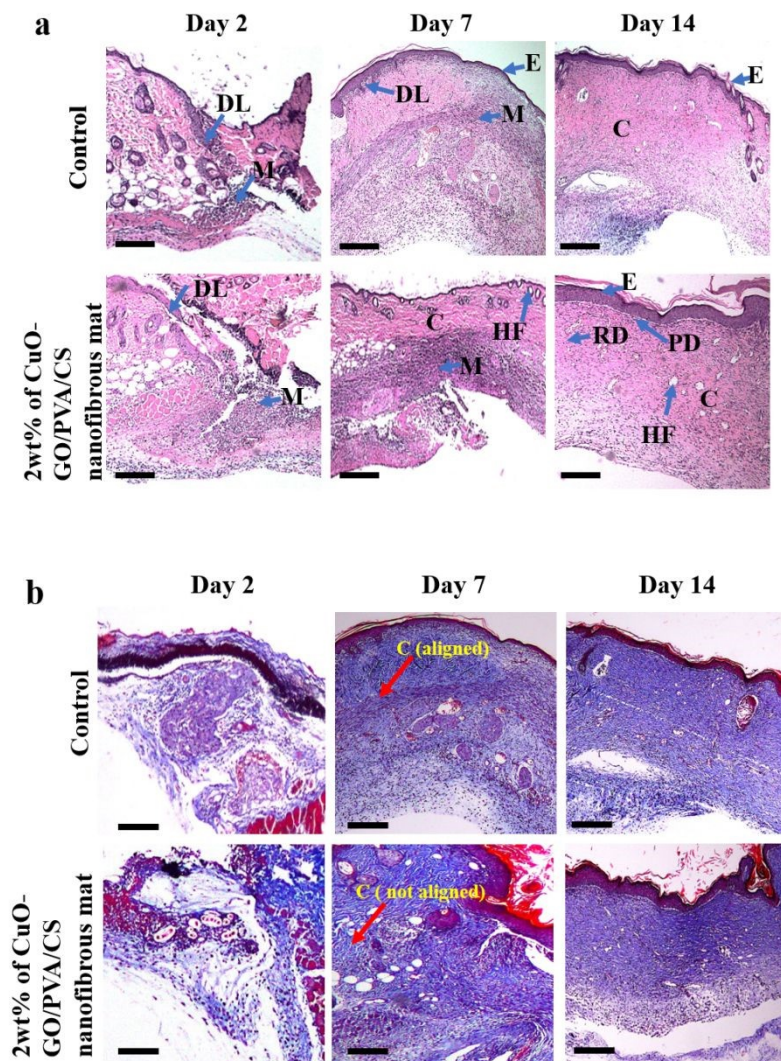 a
Day 2
Day 7
Day 14
Control
DL
M
E
DL
M
E
C
2wt% of CuO-
GO/PVA/CS
nanofibrous mat
DL
M
C
HF
M
E
RD
PD
C
HF
b
Day 2
Day 7
Day 14
Control
C (aligned)
2wt% of CuO-
GO/PVA/CS
nanofibrous mat
C ( not aligned)